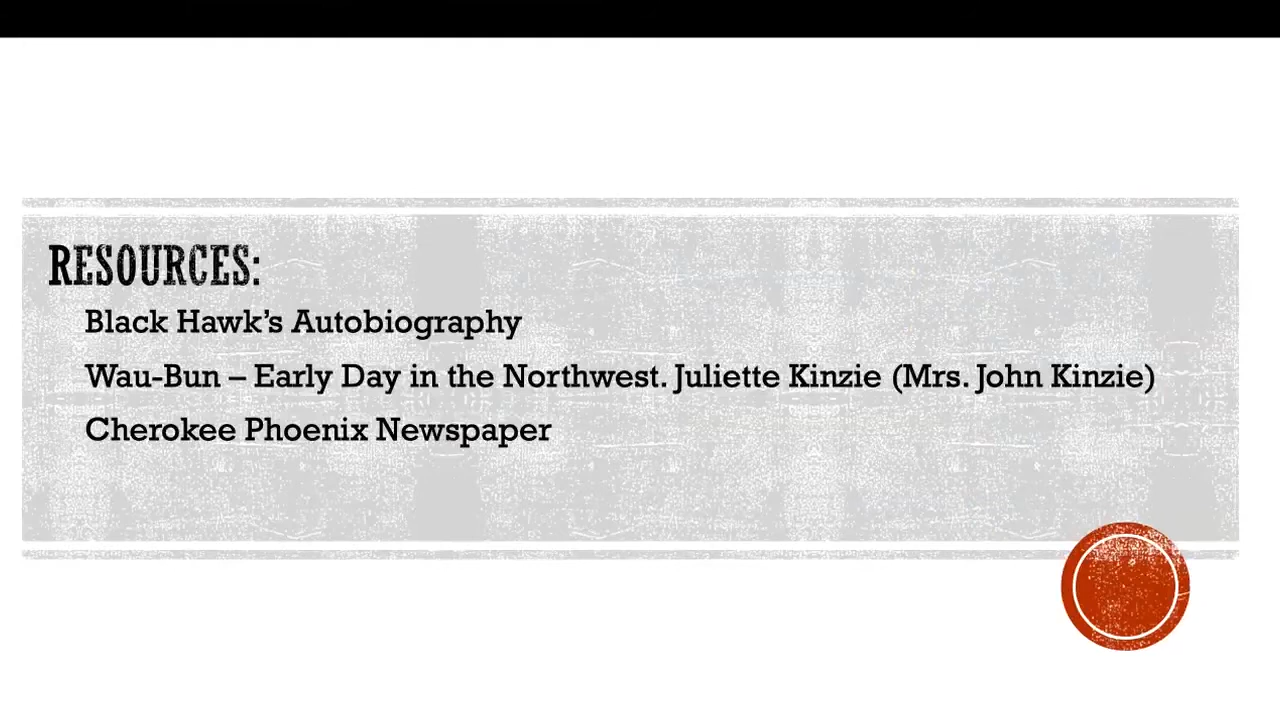 RESOURCES:
Black Hawk’s Autobiography
Wau-Bun – Early Day in the Northwest. Juliette Kinzie (Mrs. John Kinzie)
Cherokee Phoenix Newspaper